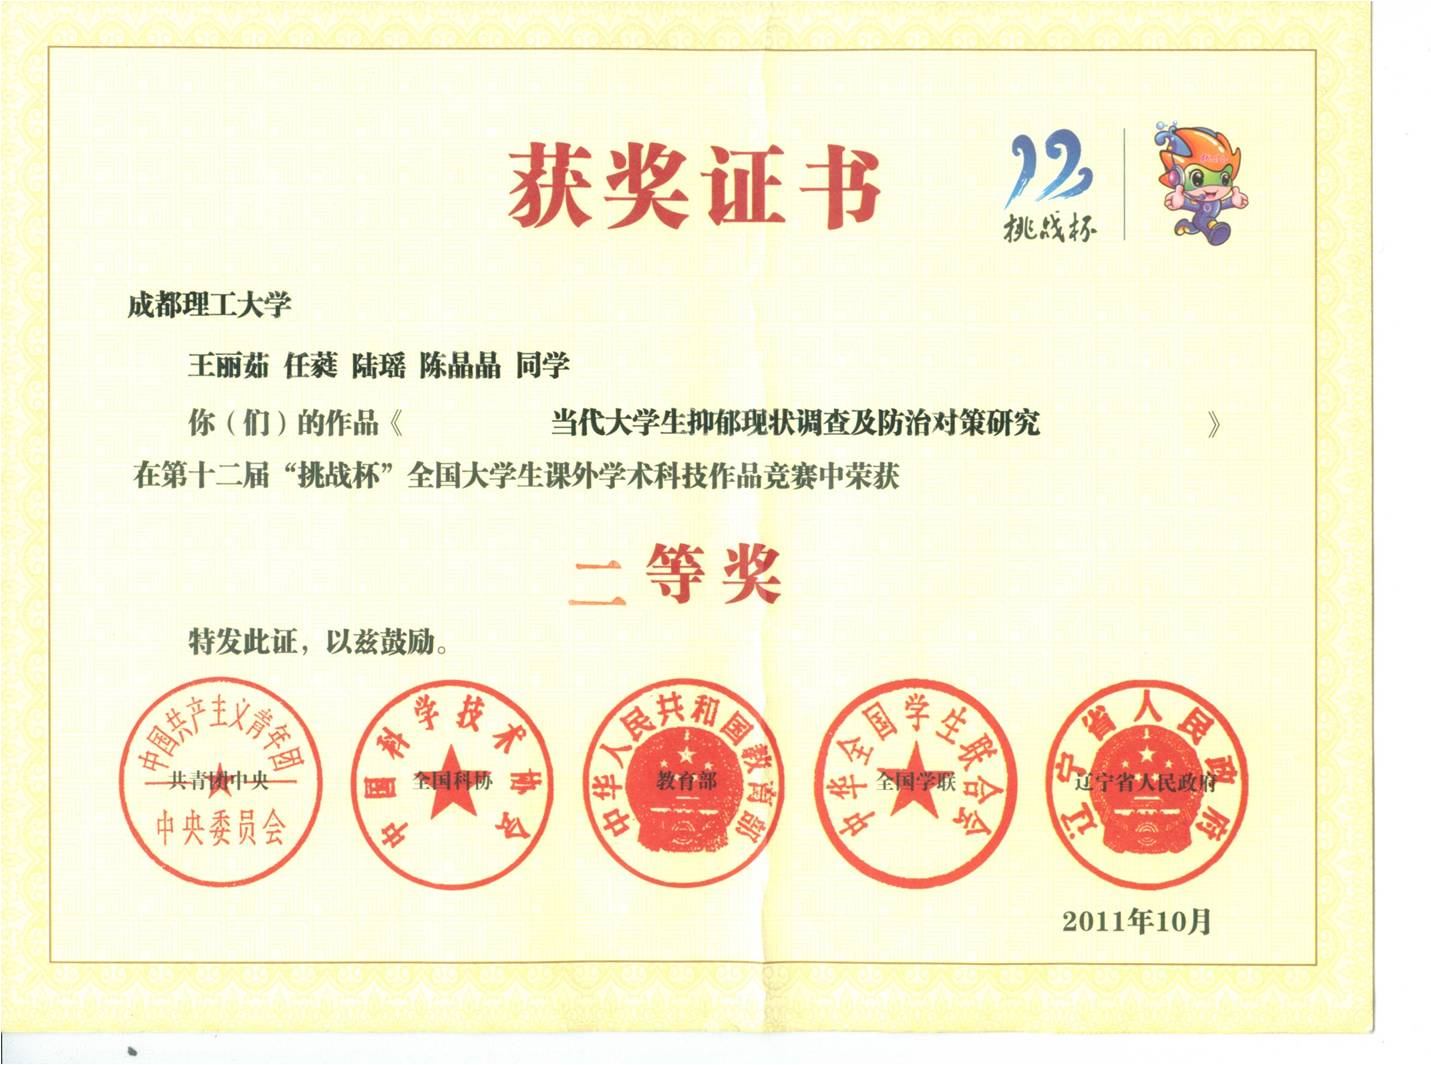 获奖证书
12
挑战杯
成都理工大学
王丽茹 任蕤 陆瑶 陈晶晶 同学
你（们）的作品《 当代大学生抑郁现状调查及防治对策研究 》
在第十二届“挑战杯”全国大学生课外学术科技作品竞赛中荣获
二等奖
特发此证，以兹鼓励。
中国共产主义青年团
共青团中央
中央委员会
中国科学技术协会
全国科协
中华人民共和国教育部
教育部
中华全国学生联合会
全国学联
辽宁省人民政府
辽宁省人民政府
2011年10月